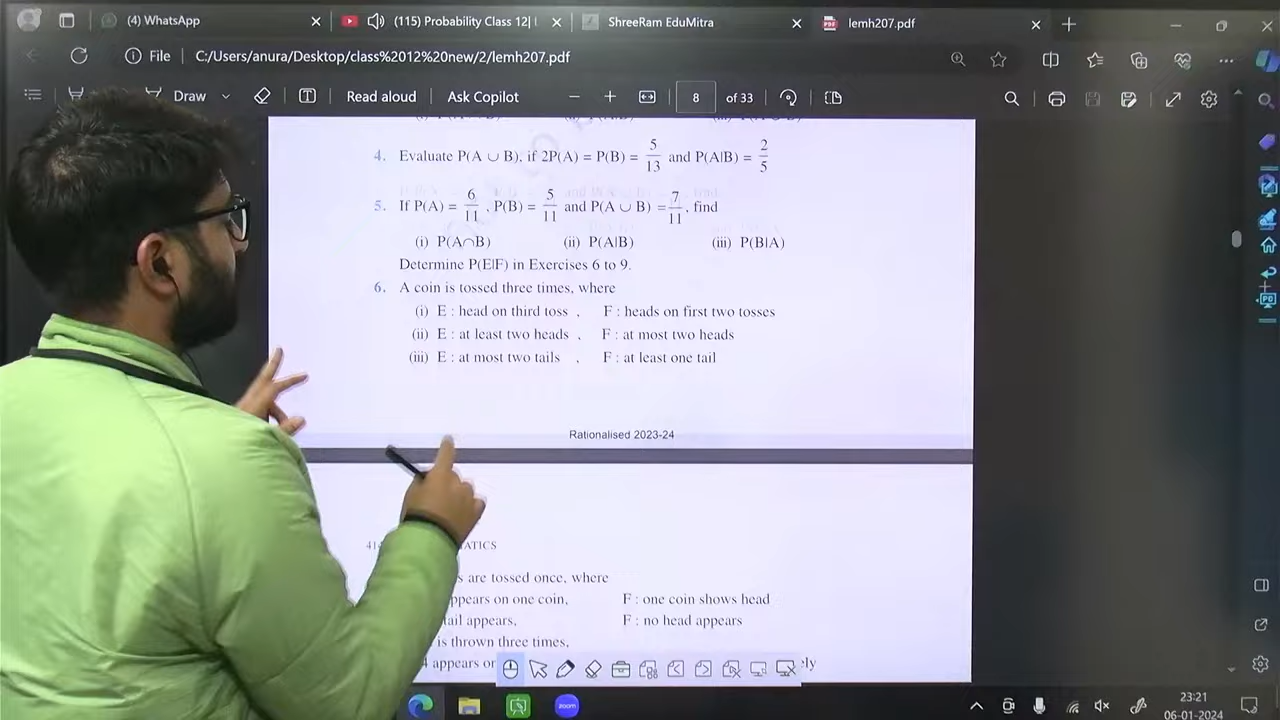 (4) WhatsApp
(115) Probability Class 12|
ShreeRam EduMitra
lemh207.pdf
File
C:/Users/anura/Desktop/class%2012%20new/2/lemh207.pdf
Draw
Read aloud
Ask Copilot
8 of 33
4. Evaluate P(A ∪ B), if 2P(A) = P(B) = 5/13 and P(A|B) = 2/5
5. If P(A) = 6/11, P(B) = 5/11 and P(A ∪ B) = 7/11, find
(i) P(A∩B) (ii) P(A|B) (iii) P(B|A)
Determine P(E|F) in Exercises 6 to 9.
6. A coin is tossed three times, where
(i) E : head on third toss , F : heads on first two tosses
(ii) E : at least two heads , F : at most two heads
(iii) E : at most two tails , F : at least one tail
Rationalised 2023-24
are tossed once, where
on one coin, F : one coin shows head
appears, F : no head appears
is thrown three times,
4 appears
zoom
23:21
06-01-2024